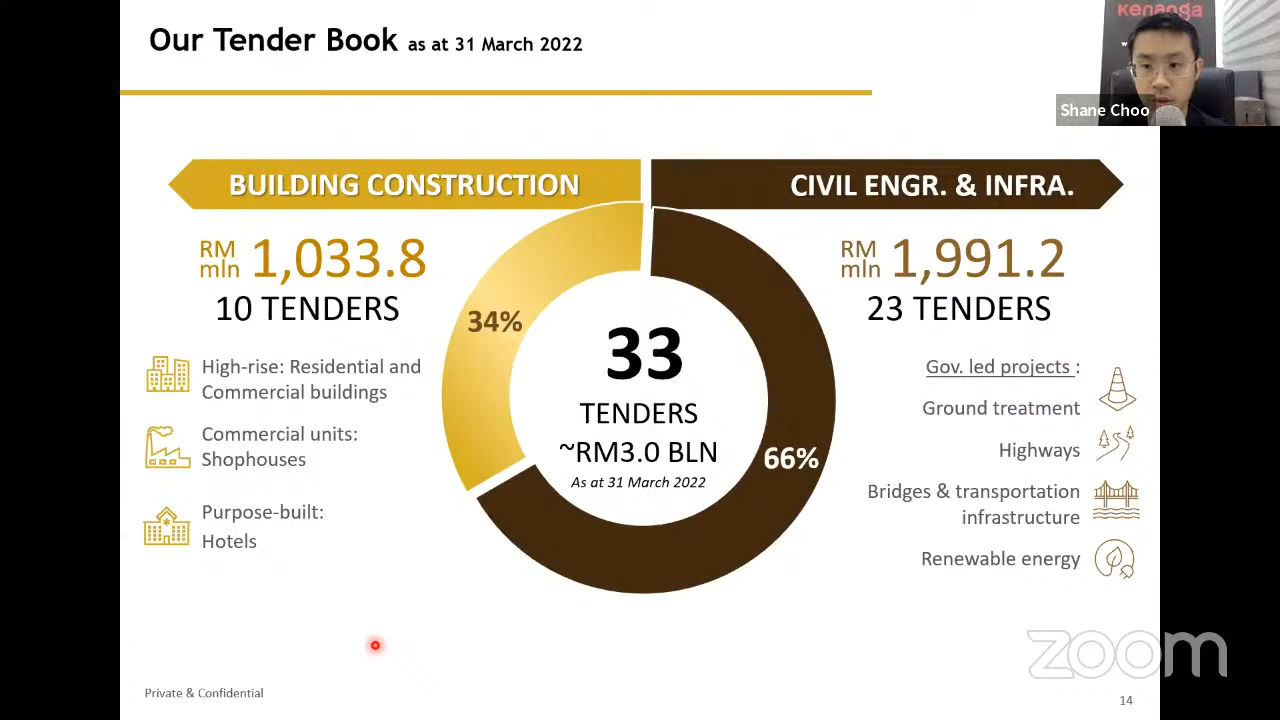 Our Tender Book as at 31 March 2022
kenanga
Shane Choo
BUILDING CONSTRUCTION
CIVIL ENGR. & INFRA.
RM mln 1,033.8
10 TENDERS
RM mln 1,991.2
23 TENDERS
34%
66%
33
TENDERS
~RM3.0 BLN
As at 31 March 2022
High-rise: Residential and
Commercial buildings
Commercial units:
Shophouses
Purpose-built:
Hotels
Gov. led projects :
Ground treatment
Highways
Bridges & transportation
infrastructure
Renewable energy
zoom
Private & Confidential
14